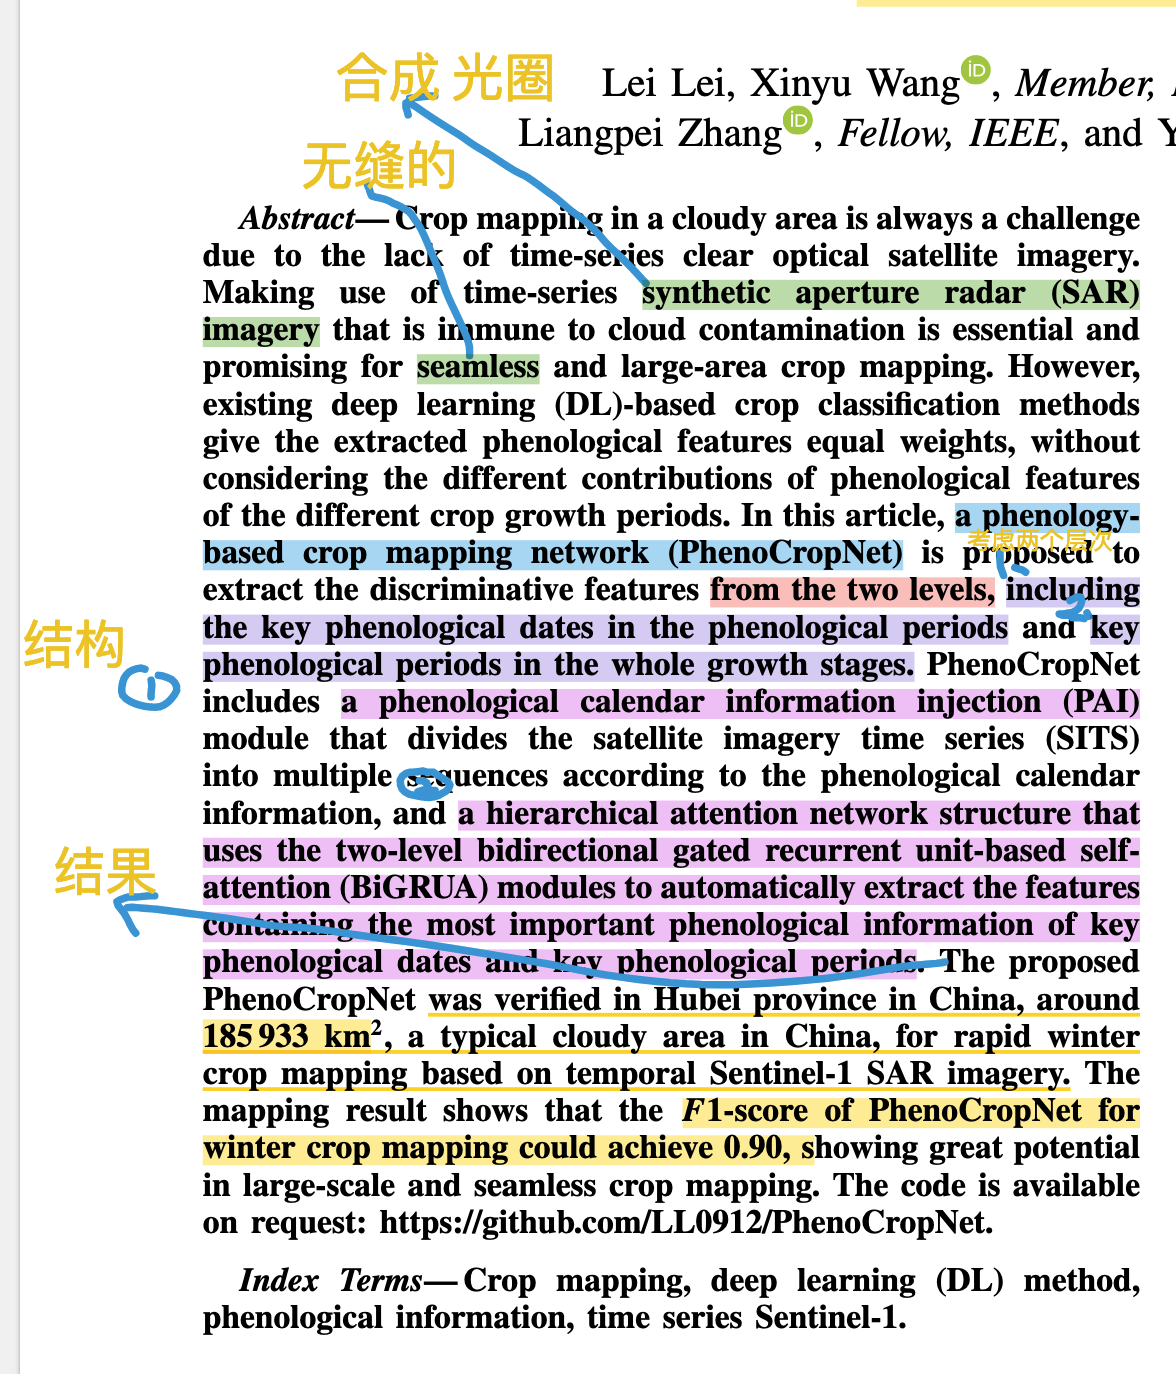 合成 光圈
Lei Lei, Xinyu Wang iD, Member,
无缝的
Liangpei Zhang iD, Fellow, IEEE, and Y
Abstract— Crop mapping in a cloudy area is always a challenge
due to the lack of time-series clear optical satellite imagery.
Making use of time-series synthetic aperture radar (SAR)
imagery that is immune to cloud contamination is essential and
promising for seamless and large-area crop mapping. However,
existing deep learning (DL)-based crop classification methods
give the extracted phenological features equal weights, without
considering the different contributions of phenological features
of the different crop growth periods. In this article, a phenology-
考虑两个层次
based crop mapping network (PhenoCropNet) is proposed to
1.
extract the discriminative features from the two levels, including
2.
the key phenological dates in the phenological periods and key
结构
phenological periods in the whole growth stages. PhenoCropNet
①
includes a phenological calendar information injection (PAI)
module that divides the satellite imagery time series (SITS)
②
into multiple sequences according to the phenological calendar
information, and a hierarchical attention network structure that
uses the two-level bidirectional gated recurrent unit-based self-
结果
attention (BiGRUA) modules to automatically extract the features
containing the most important phenological information of key
phenological dates and key phenological periods. The proposed
PhenoCropNet was verified in Hubei province in China, around
185 933 km², a typical cloudy area in China, for rapid winter
crop mapping based on temporal Sentinel-1 SAR imagery. The
mapping result shows that the F1-score of PhenoCropNet for
winter crop mapping could achieve 0.90, showing great potential
in large-scale and seamless crop mapping. The code is available
on request: https://github.com/LL0912/PhenoCropNet.
Index Terms— Crop mapping, deep learning (DL) method,
phenological information, time series Sentinel-1.